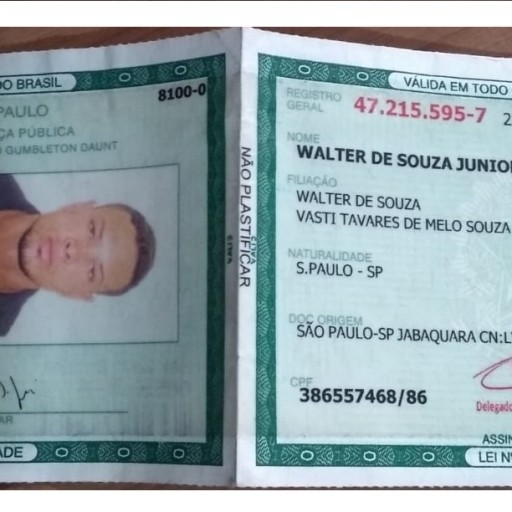 DO BRASIL
PAULO
8100-0
ÇA PÚBLICA
GUMBLETON DAUNT
NÃO PLASTIFICAR
VÁLIDA EM TODO
REGISTRO GERAL 47.215.595-7
NOME
WALTER DE SOUZA JUNIO
FILIAÇÃO
WALTER DE SOUZA
VASTI TAVARES DE MELO SOUZA
NATURALIDADE
S.PAULO - SP
DOC ORIGEM
SÃO PAULO-SP JABAQUARA CN:L
CPF
386557468/86
Delegado
ASSIN
LEI Nº
AR
ADE